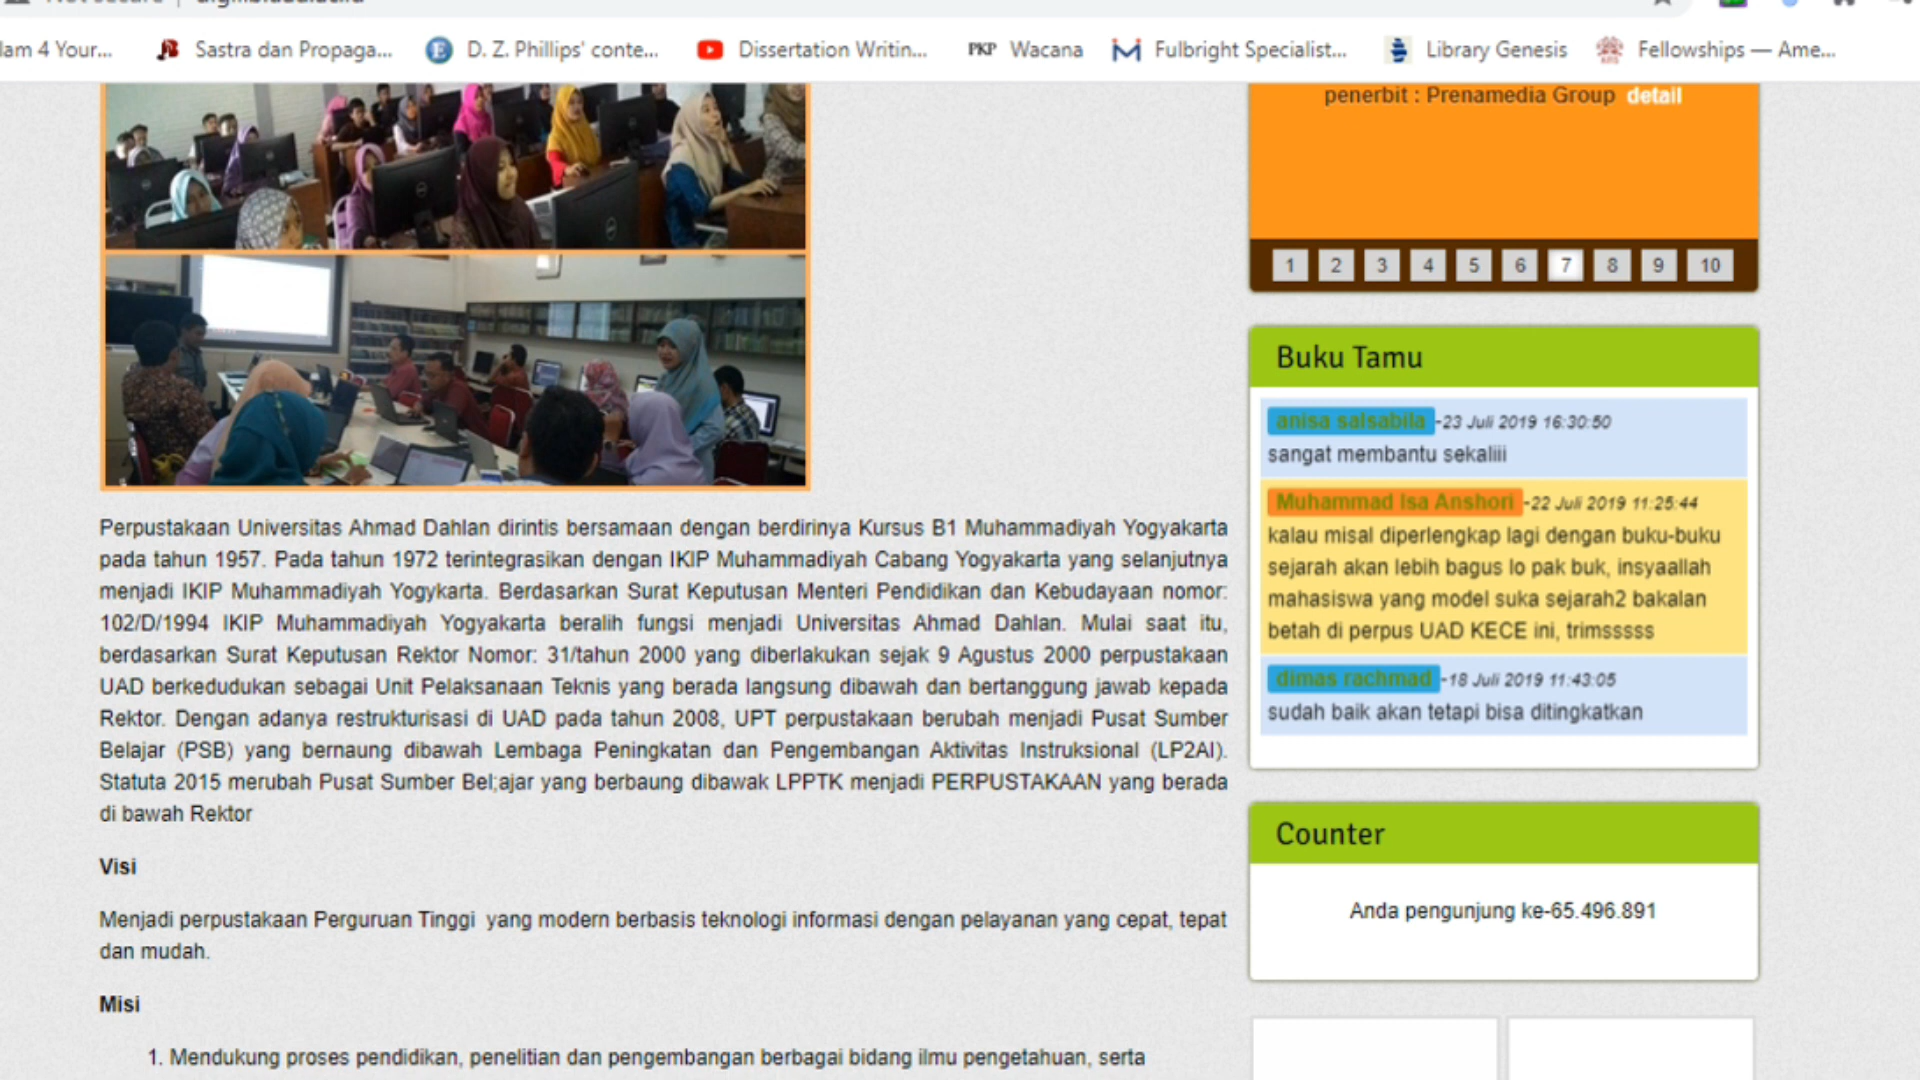 lam 4 Your...
Sastra dan Propaga...
D. Z. Phillips' conte...
Dissertation Writin...
PKP Wacana
Fulbright Specialist...
Library Genesis
Fellowships — Ame...
penerbit : Prenamedia Group detail
1 2 3 4 5 6 7 8 9 10
Perpustakaan Universitas Ahmad Dahlan dirintis bersamaan dengan berdirinya Kursus B1 Muhammadiyah Yogyakarta
pada tahun 1957. Pada tahun 1972 terintegrasikan dengan IKIP Muhammadiyah Cabang Yogyakarta yang selanjutnya
menjadi IKIP Muhammadiyah Yogykarta. Berdasarkan Surat Keputusan Menteri Pendidikan dan Kebudayaan nomor:
102/D/1994 IKIP Muhammadiyah Yogyakarta beralih fungsi menjadi Universitas Ahmad Dahlan. Mulai saat itu,
berdasarkan Surat Keputusan Rektor Nomor: 31/tahun 2000 yang diberlakukan sejak 9 Agustus 2000 perpustakaan
UAD berkedudukan sebagai Unit Pelaksanaan Teknis yang berada langsung dibawah dan bertanggung jawab kepada
Rektor. Dengan adanya restrukturisasi di UAD pada tahun 2008, UPT perpustakaan berubah menjadi Pusat Sumber
Belajar (PSB) yang bernaung dibawah Lembaga Peningkatan dan Pengembangan Aktivitas Instruksional (LP2AI).
Statuta 2015 merubah Pusat Sumber Bel;ajar yang berbaung dibawak LPPTK menjadi PERPUSTAKAAN yang berada
di bawah Rektor
Visi
Menjadi perpustakaan Perguruan Tinggi yang modern berbasis teknologi informasi dengan pelayanan yang cepat, tepat
dan mudah.
Misi
1. Mendukung proses pendidikan, penelitian dan pengembangan berbagai bidang ilmu pengetahuan, serta
Buku Tamu
anisa salsabila -23 Juli 2019 16:30:50
sangat membantu sekaliii
Muhammad Isa Anshori -22 Juli 2019 11:25:44
kalau misal diperlengkap lagi dengan buku-buku
sejarah akan lebih bagus lo pak buk, insyaallah
mahasiswa yang model suka sejarah2 bakalan
betah di perpus UAD KECE ini, trimsssss
dimas rachmad -18 Juli 2019 11:43:05
sudah baik akan tetapi bisa ditingkatkan
Counter
Anda pengunjung ke-65.496.891